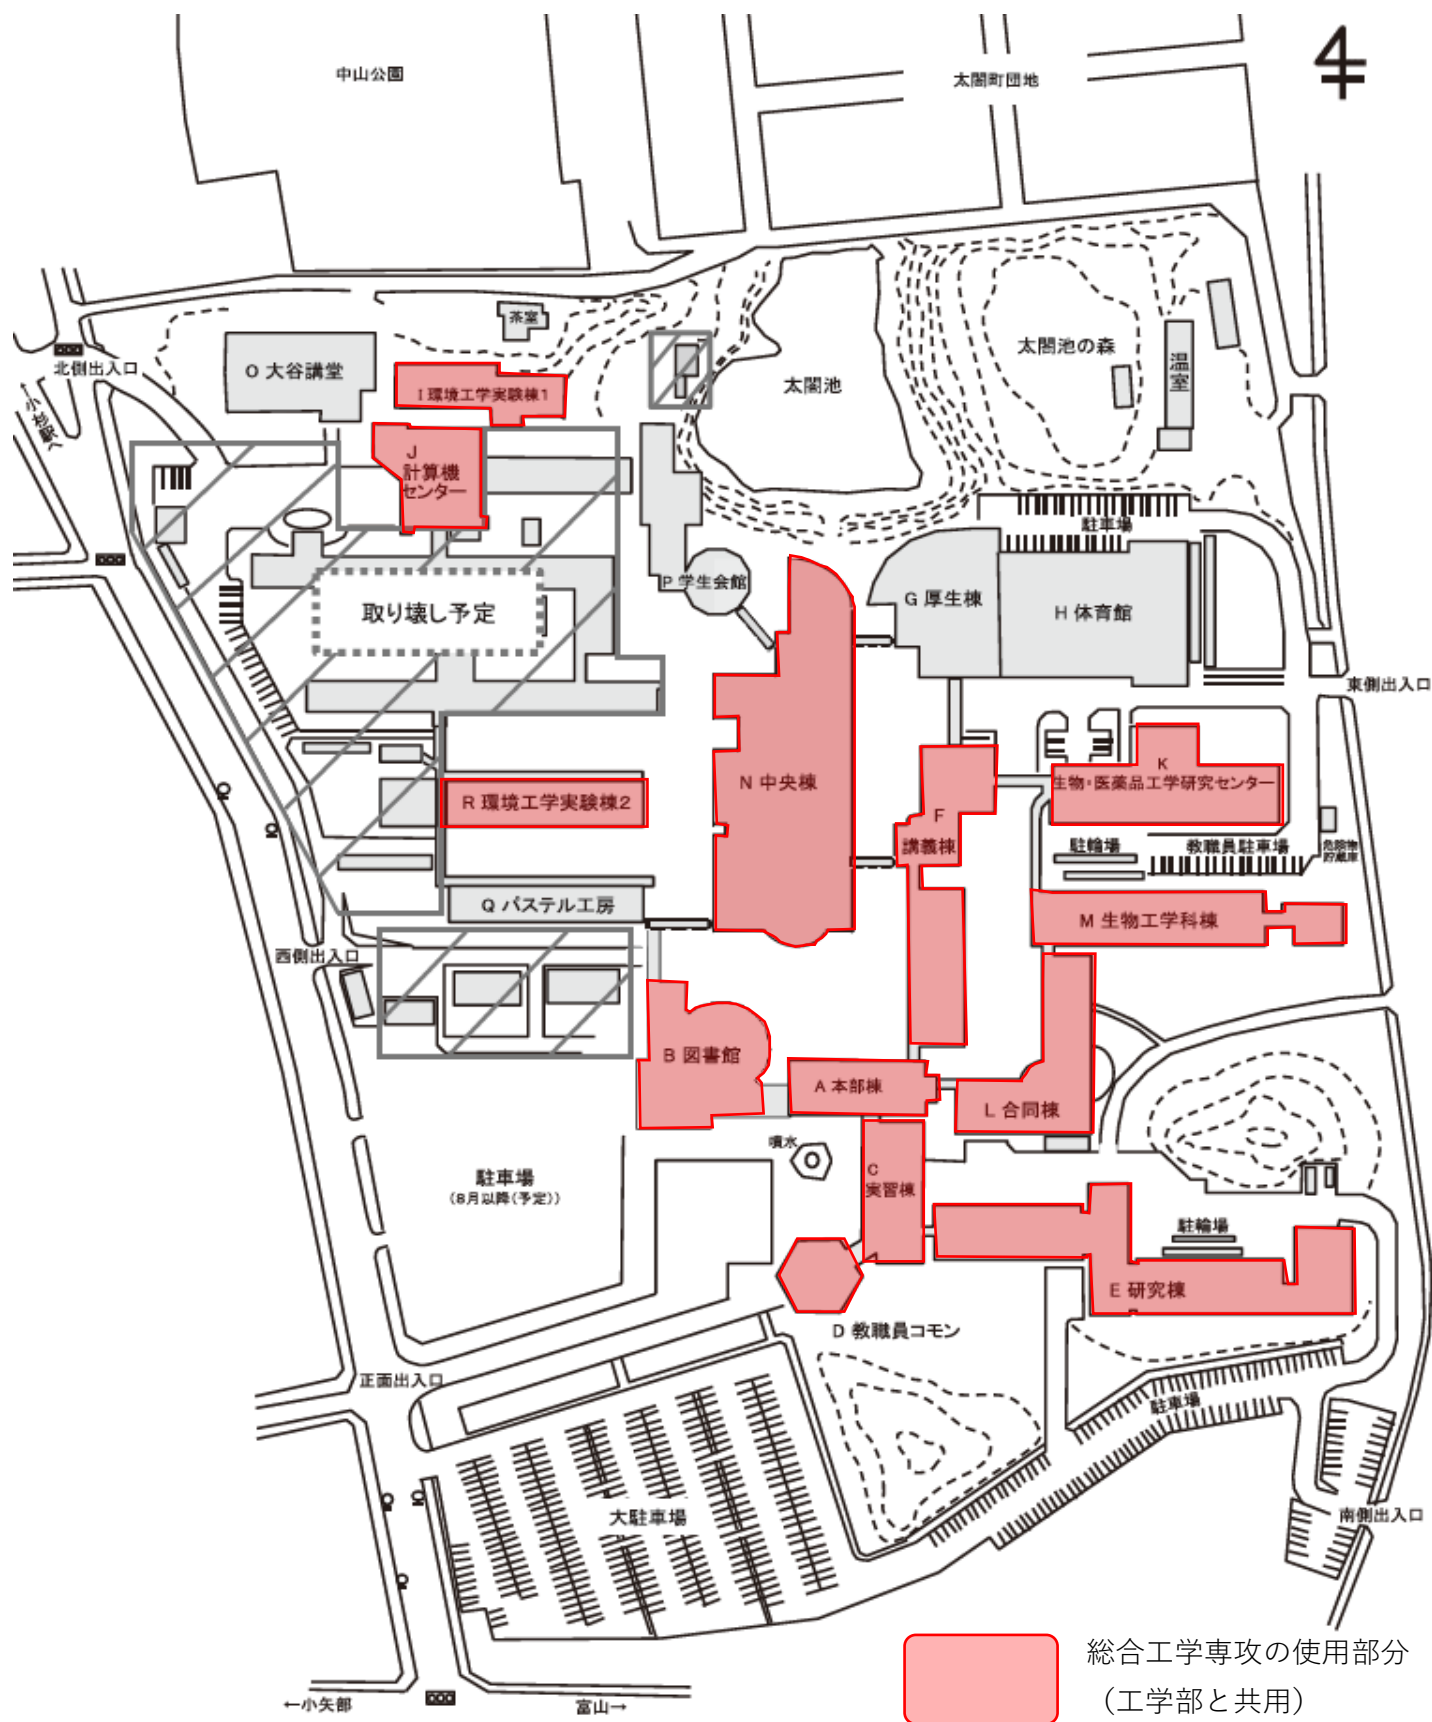 中山公園
太閤町団地
茶室
北側出入口
←小杉駅へ
O 大谷講堂
I 環境工学実験棟1
太閤池
太閤池の森
温室
J
計算機
センター
駐車場
P 学生会館
G 厚生棟
H 体育館
取り壊し予定
東側出入口
K
生物・医薬品工学研究センター
N 中央棟
R 環境工学実験棟2
F
講義棟
駐輪場
教職員駐車場
危険物
貯蔵庫
Q パステル工房
M 生物工学科棟
西側出入口
B 図書館
A 本部棟
L 合同棟
噴水
C
実習棟
駐車場
（8月以降（予定））
駐輪場
E 研究棟
D 教職員コモン
正面出入口
駐車場
大駐車場
南側出入口
総合工学専攻の使用部分
（工学部と共用）
←小矢部
富山→